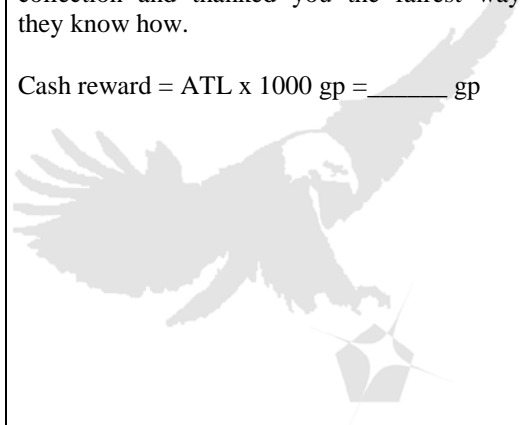 collection and thanked you the fairest way
they know how.
Cash reward = ATL x 1000 gp =______ gp